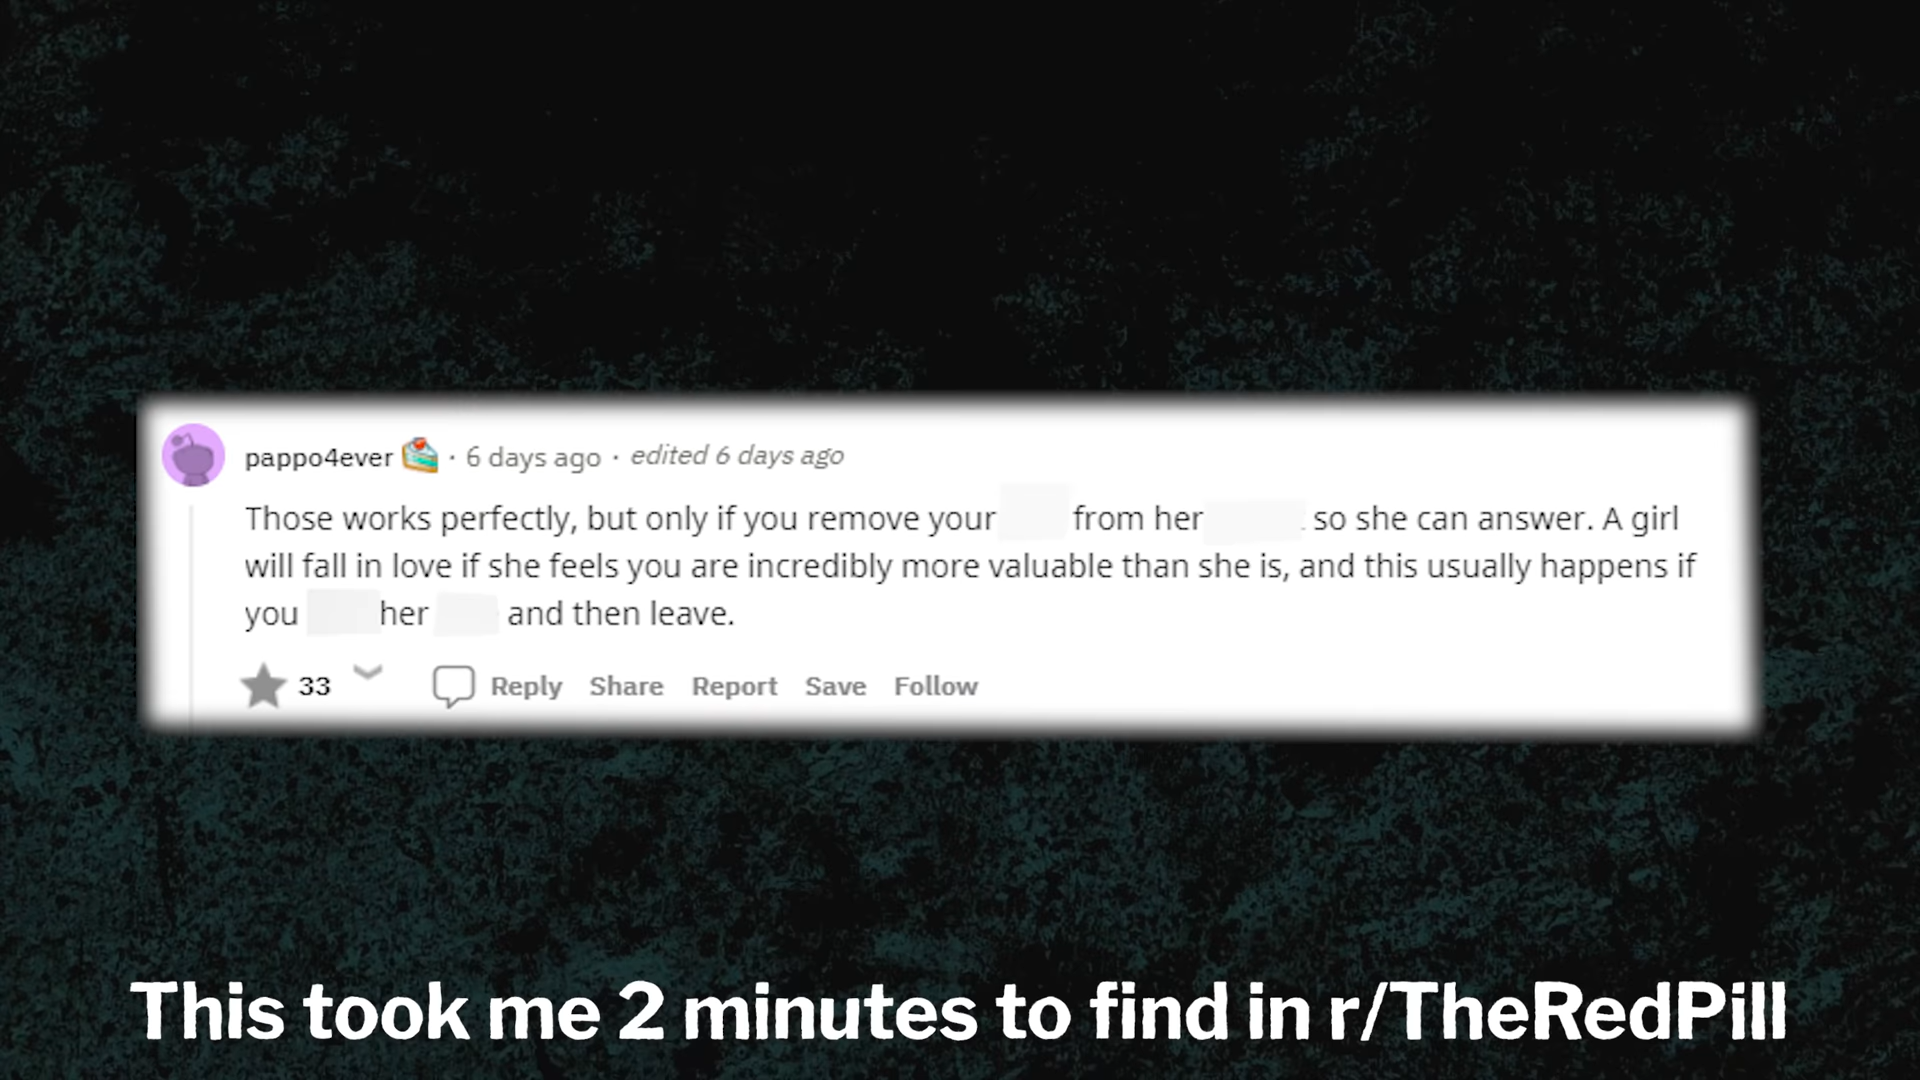 pappo4ever · 6 days ago · edited 6 days ago
Those works perfectly, but only if you remove your from her so she can answer. A girl
will fall in love if she feels you are incredibly more valuable than she is, and this usually happens if
you her and then leave.
33 Reply Share Report Save Follow
This took me 2 minutes to find in r/TheRedPill